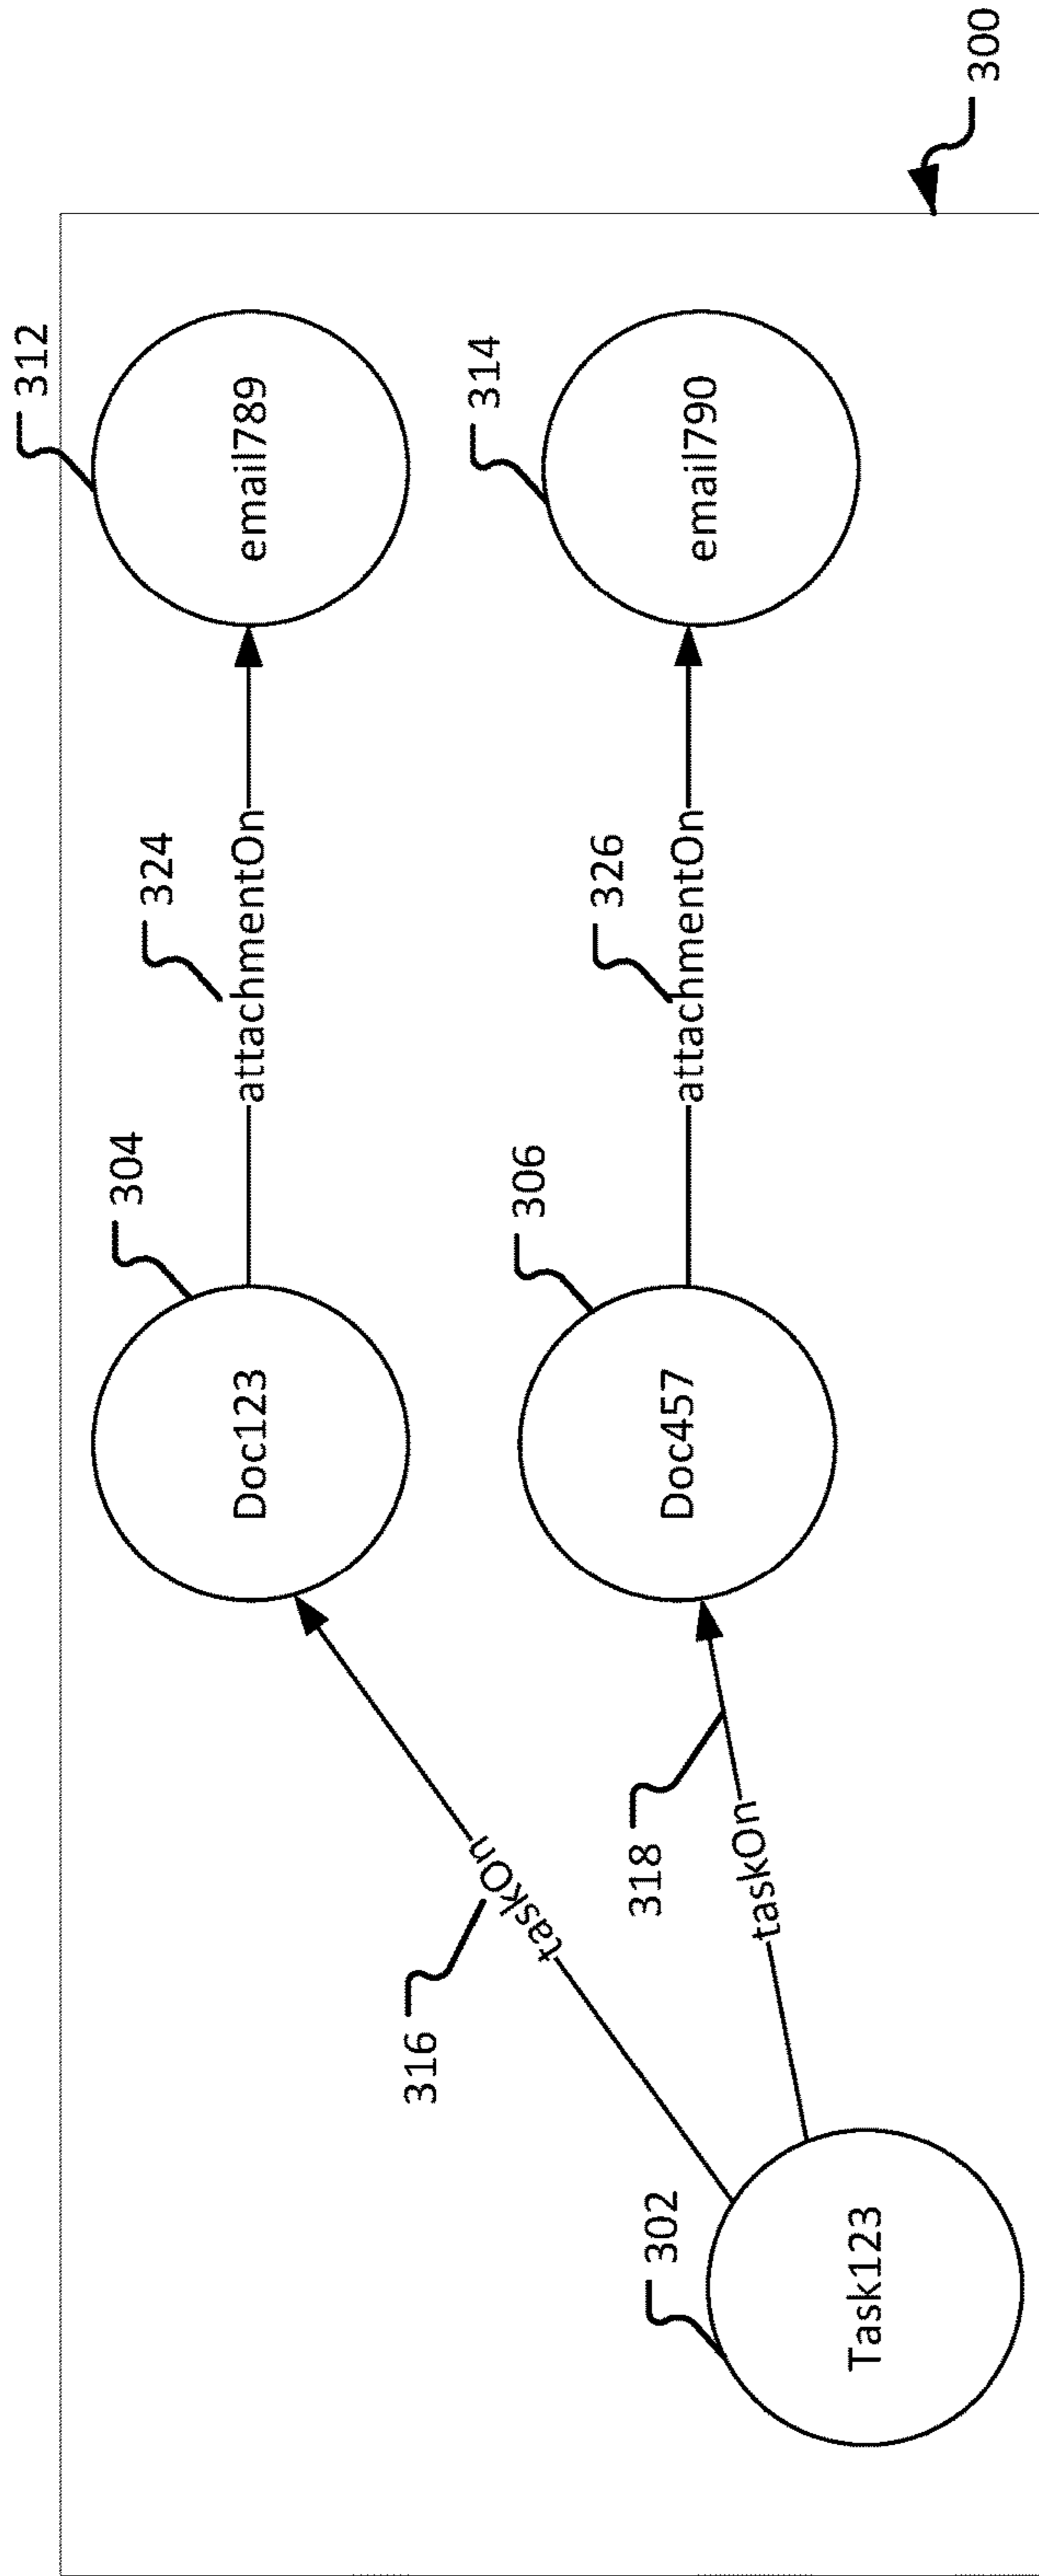 312
email789
324
attachmentOn
304
Doc123
314
email790
326
attachmentOn
306
Doc457
316
taskOn
318
taskOn
302
Task123
300